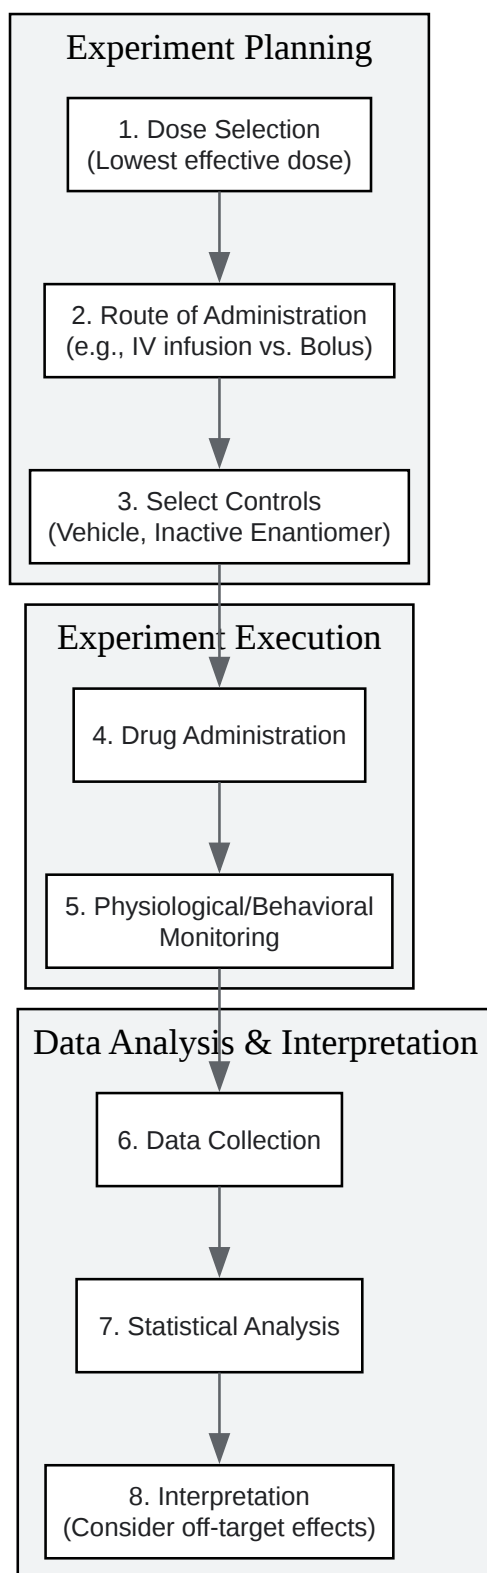 Experiment Planning
1. Dose Selection
(Lowest effective dose)
2. Route of Administration
(e.g., IV infusion vs. Bolus)
3. Select Controls
(Vehicle, Inactive Enantiomer)
Experiment Execution
4. Drug Administration
5. Physiological/Behavioral
Monitoring
Data Analysis & Interpretation
6. Data Collection
7. Statistical Analysis
8. Interpretation
(Consider off-target effects)